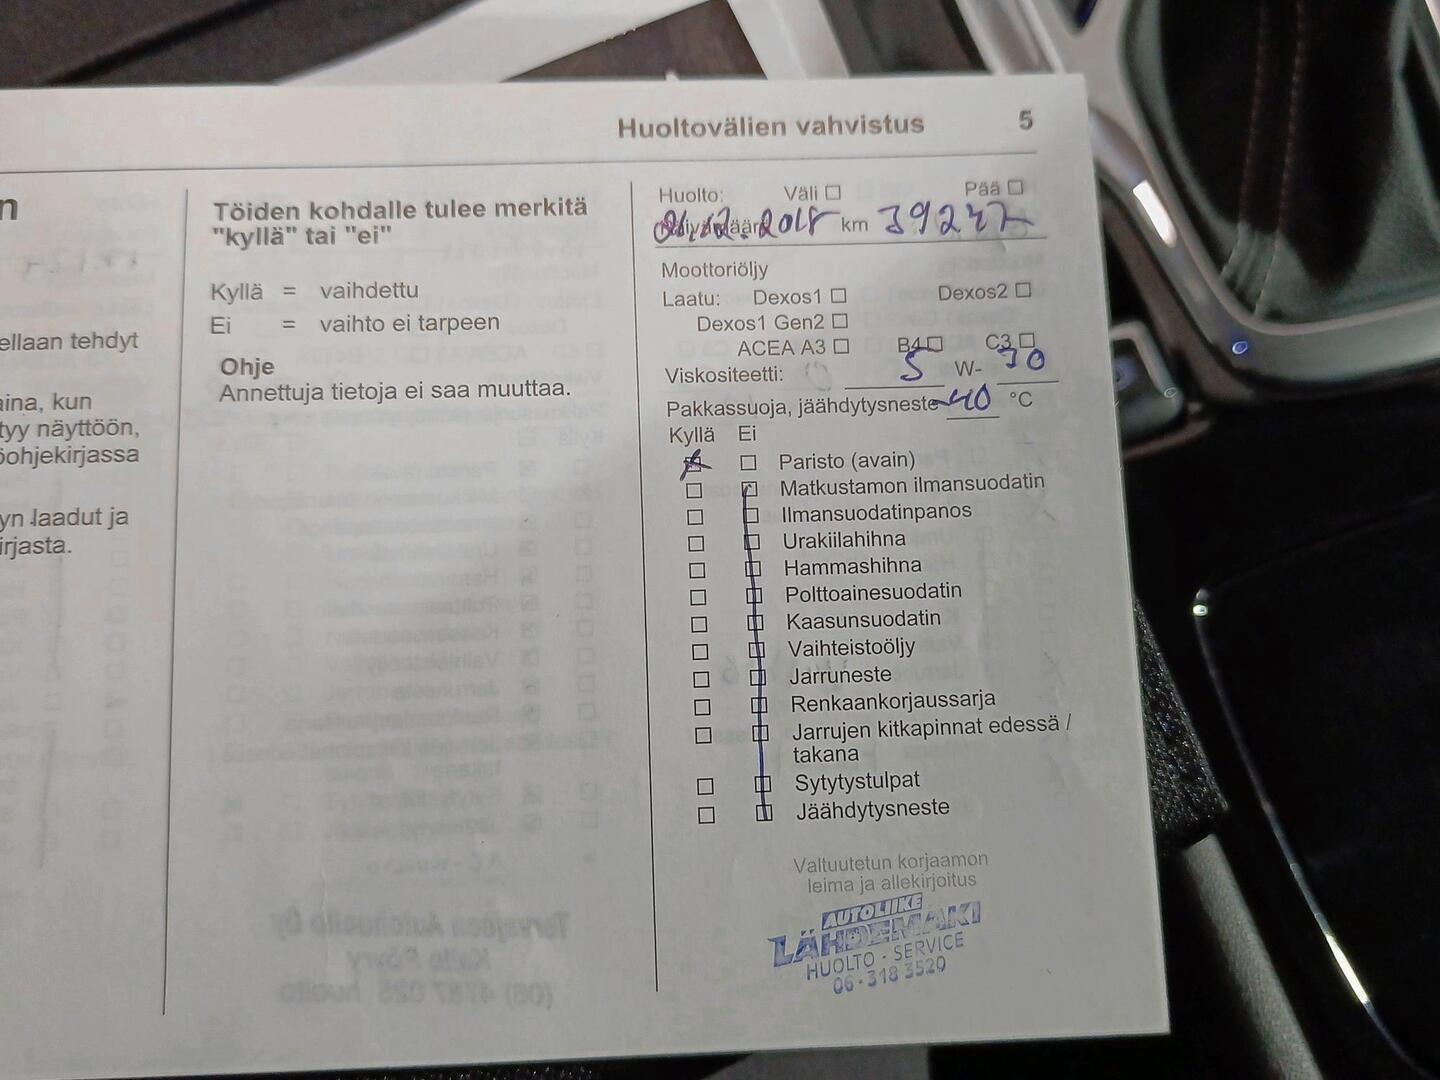 Huoltovälien vahvistus 5
n
ellaan tehdyt
aina, kun
tyy näyttöön,
öohjekirjassa
yn laadut ja
irjasta.
Töiden kohdalle tulee merkitä
"kyllä" tai "ei"
Kyllä = vaihdettu
Ei = vaihto ei tarpeen
Ohje
Annettuja tietoja ei saa muuttaa.
Huolto: Väli ☐ Pää ☐
12.2018 km 39247
Moottoriöljy
Laatu: Dexos1 ☐ Dexos2 ☐
Dexos1 Gen2 ☐
ACEA A3 ☐ B4 ☐ C3 ☐
Viskositeetti: 5 W- 30
Pakkassuoja, jäähdytysneste -40 °C
Kyllä Ei
Paristo (avain)
Matkustamon ilmansuodatin
Ilmansuodatinpanos
Urakiilahihna
Hammashihna
Polttoainesuodatin
Kaasunsuodatin
Vaihteistoöljy
Jarruneste
Renkaankorjaussarja
Jarrujen kitkapinnat edessä /
takana
Sytytystulpat
Jäähdytysneste
Valtuutetun korjaamon
leima ja allekirjoitus
AUTOLIIKE
LÄHDEMÄKI
HUOLTO - SERVICE
06-318 3520